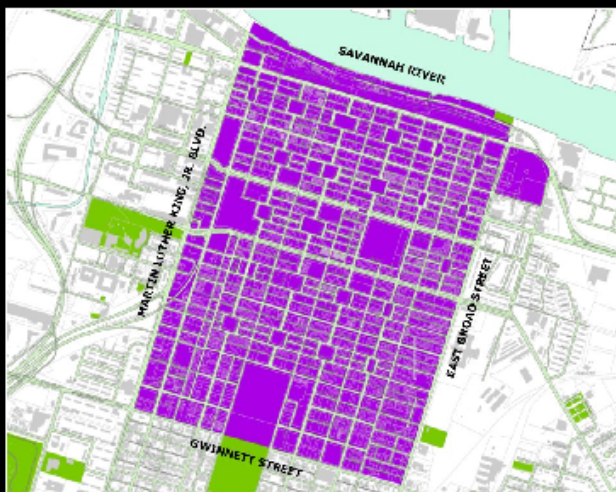 SAVANNAH RIVER
MARTIN LUTHER KING, JR. BLVD.
EAST BROAD STREET
GWINNETT STREET